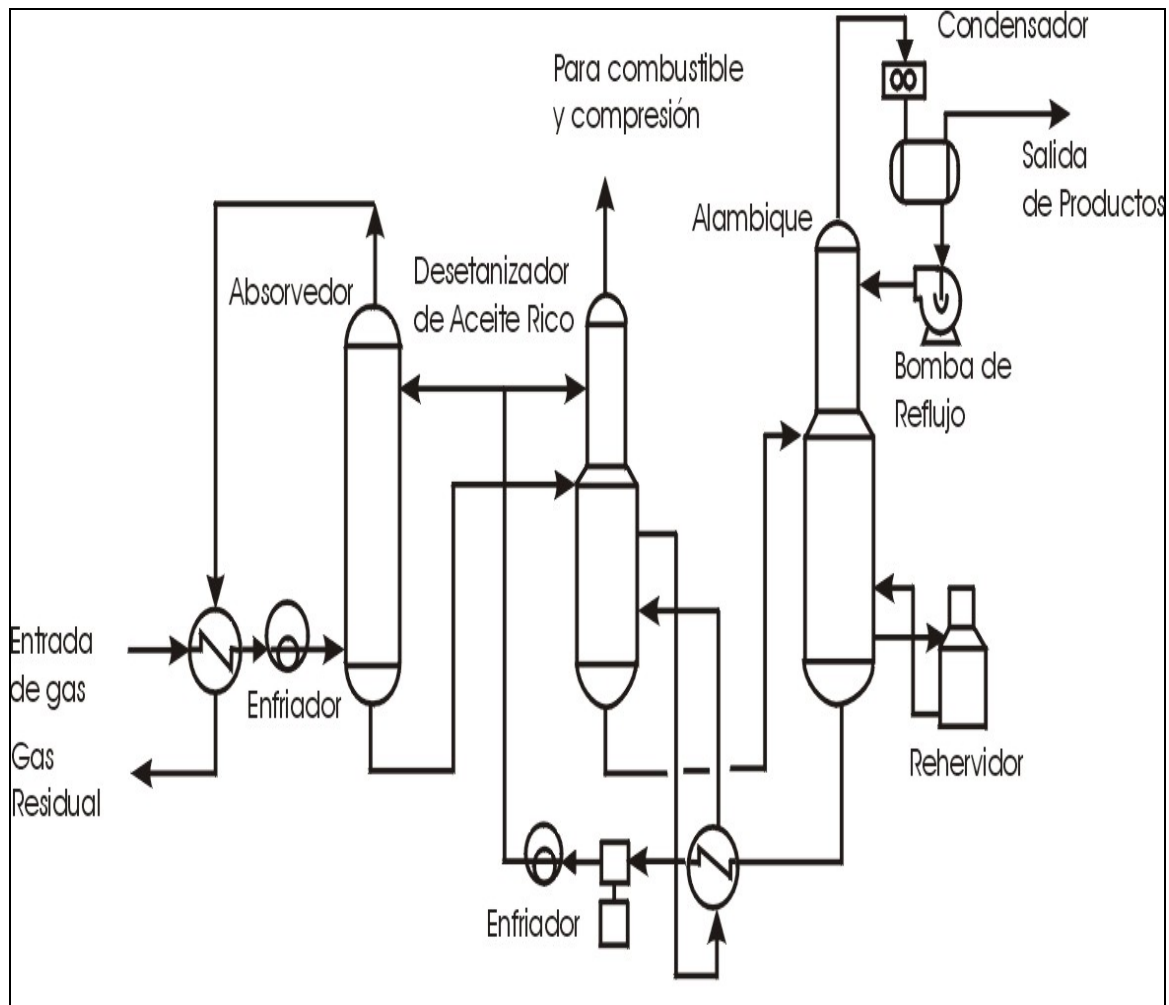 Condensador
Para combustible
y compresión
Salida
de Productos
Alambique
Desetanizador
de Aceite Rico
Absorvedor
Bomba de
Reflujo
Entrada
de gas
Enfriador
Gas
Residual
Rehervidor
Enfriador